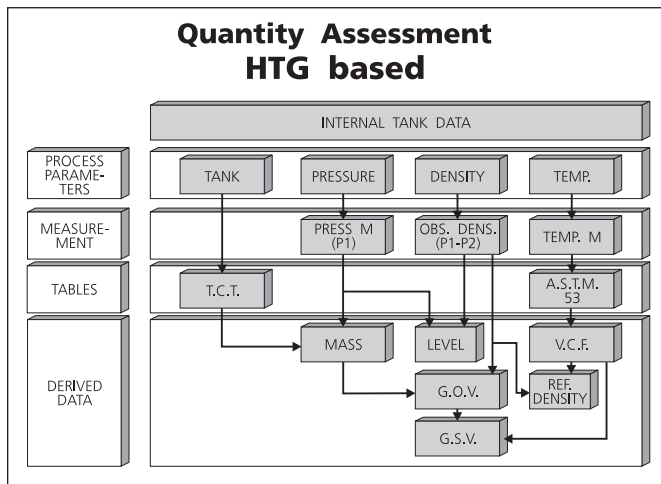 Quantity Assessment
HTG based
INTERNAL TANK DATA
PROCESS
PARAME-
TERS
TANK
PRESSURE
DENSITY
TEMP.
MEASURE-
MENT
PRESS M
(P1)
OBS. DENS.
(P1-P2)
TEMP. M
TABLES
T.C.T.
A.S.T.M.
53
DERIVED
DATA
MASS
LEVEL
V.C.F.
G.O.V.
REF.
DENSITY
G.S.V.